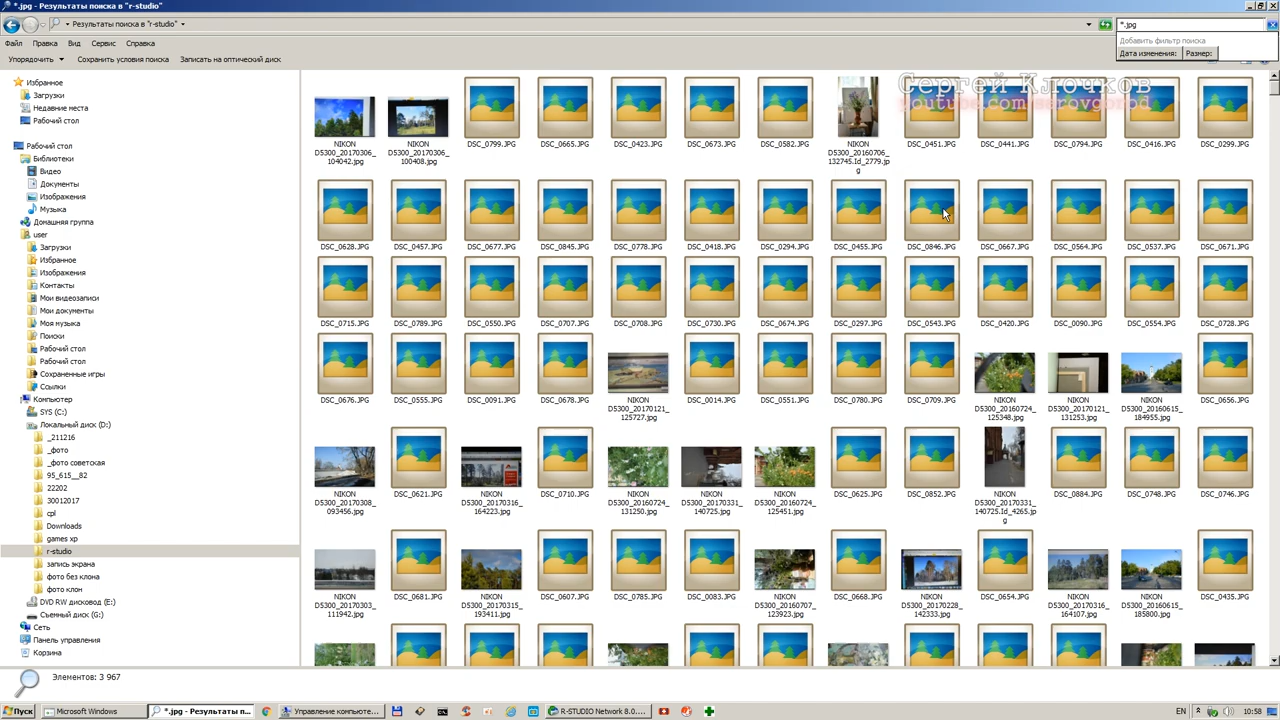 *.jpg - Результаты поиска в "r-studio"
Результаты поиска в "r-studio"
*.jpg
Добавить фильтр поиска
Дата изменения: Размер:
Файл Правка Вид Сервис Справка
Упорядочить Сохранить условия поиска Записать на оптический диск
Сергей Клочков
youtube.com/serovgorod
Избранное
Загрузки
Недавние места
Рабочий стол
Рабочий стол
Библиотеки
Видео
Документы
Изображения
Музыка
Домашняя группа
user
Загрузки
Избранное
Изображения
Контакты
Мои видеозаписи
Мои документы
Моя музыка
Поиски
Рабочий стол
Рабочий стол
Сохраненные игры
Ссылки
Компьютер
SYS (C:)
Локальный диск (D:)
_211216
_фото
_фото советская
95_615__82
22202
30012017
cpl
Downloads
games xp
r-studio
запись экрана
фото без клона
фото клон
DVD RW дисковод (E:)
Съемный диск (G:)
Сеть
Панель управления
Корзина
NIKON D5300_20170306_104042.jpg
NIKON D5300_20170306_100408.jpg
DSC_0799.JPG
DSC_0665.JPG
DSC_0423.JPG
DSC_0673.JPG
DSC_0582.JPG
NIKON D5300_20160706_132745.Id_2779.jpg
DSC_0451.JPG
DSC_0441.JPG
DSC_0794.JPG
DSC_0416.JPG
DSC_0299.JPG
DSC_0628.JPG
DSC_0457.JPG
DSC_0677.JPG
DSC_0845.JPG
DSC_0778.JPG
DSC_0418.JPG
DSC_0294.JPG
DSC_0455.JPG
DSC_0846.JPG
DSC_0667.JPG
DSC_0564.JPG
DSC_0537.JPG
DSC_0671.JPG
DSC_0715.JPG
DSC_0789.JPG
DSC_0550.JPG
DSC_0707.JPG
DSC_0708.JPG
DSC_0730.JPG
DSC_0674.JPG
DSC_0297.JPG
DSC_0543.JPG
DSC_0420.JPG
DSC_0090.JPG
DSC_0554.JPG
DSC_0728.JPG
DSC_0676.JPG
DSC_0555.JPG
DSC_0091.JPG
DSC_0678.JPG
NIKON D5300_20170121_125727.jpg
DSC_0014.JPG
DSC_0551.JPG
DSC_0780.JPG
DSC_0709.JPG
NIKON D5300_20160724_125348.jpg
NIKON D5300_20170121_131253.jpg
NIKON D5300_20160615_184955.jpg
DSC_0656.JPG
NIKON D5300_20170308_093456.jpg
DSC_0621.JPG
NIKON D5300_20170316_164223.jpg
DSC_0710.JPG
NIKON D5300_20160724_131250.jpg
NIKON D5300_20170331_140725.jpg
NIKON D5300_20160724_125451.jpg
DSC_0625.JPG
DSC_0852.JPG
NIKON D5300_20170331_140725.Id_4265.jpg
DSC_0884.JPG
DSC_0748.JPG
DSC_0746.JPG
NIKON D5300_20170303_111942.jpg
DSC_0681.JPG
NIKON D5300_20170315_193411.jpg
DSC_0607.JPG
DSC_0785.JPG
DSC_0083.JPG
NIKON D5300_20160707_123923.jpg
DSC_0668.JPG
NIKON D5300_20170228_142333.jpg
DSC_0654.JPG
NIKON D5300_20170316_164107.jpg
NIKON D5300_20160615_185800.jpg
DSC_0435.JPG
Элементов: 3 967
Пуск Microsoft Windows *.jpg - Результаты п... Управление компьюте... R-STUDIO Network 8.0.... EN 10:58